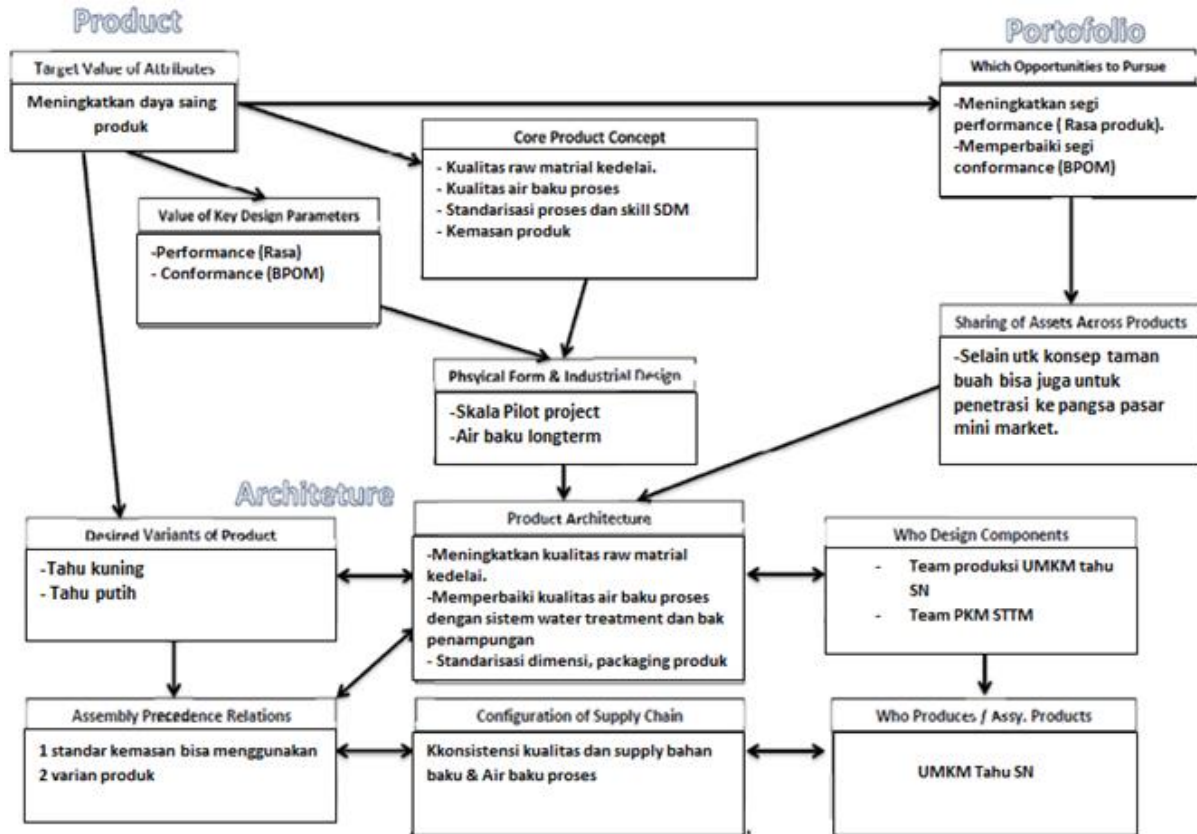 Product
Portofolio
Target Value of Attributes
Meningkatkan daya saing
produk
Which Opportunities to Pursue
-Meningkatkan segi
performance ( Rasa produk).
-Memperbaiki segi
conformance (BPOM)
Core Product Concept
- Kualitas raw matrial kedelai.
- Kualitas air baku proses
- Standarisasi proses dan skill SDM
- Kemasan produk
Value of Key Design Parameters
-Performance (Rasa)
- Conformance (BPOM)
Sharing of Assets Across Products
-Selain utk konsep taman
buah bisa juga untuk
penetrasi ke pangsa pasar
mini market.
Phsyical Form & Industrial Design
-Skala Pilot project
-Air baku longterm
Architeture
Desired Variants of Product
-Tahu kuning
- Tahu putih
Product Architecture
-Meningkatkan kualitas raw matrial
kedelai.
-Memperbaiki kualitas air baku proses
dengan sistem water treatment dan bak
penampungan
- Standarisasi dimensi, packaging produk
Who Design Components
- Team produksi UMKM tahu
SN
- Team PKM STTM
Assembly Precedence Relations
1 standar kemasan bisa menggunakan
2 varian produk
Configuration of Supply Chain
Kkonsistensi kualitas dan supply bahan
baku & Air baku proses
Who Produces / Assy. Products
UMKM Tahu SN